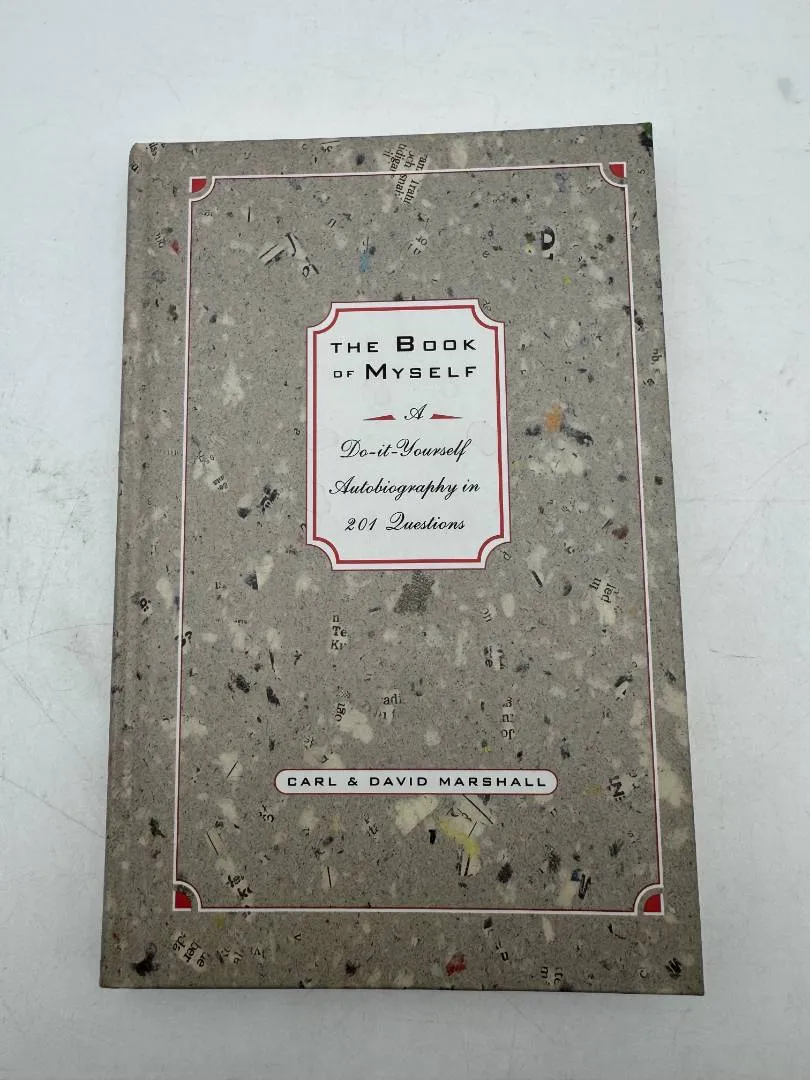 THE BOOK
OF MYSELF
A
Do-it-Yourself
Autobiography in
201 Questions
CARL & DAVID MARSHALL